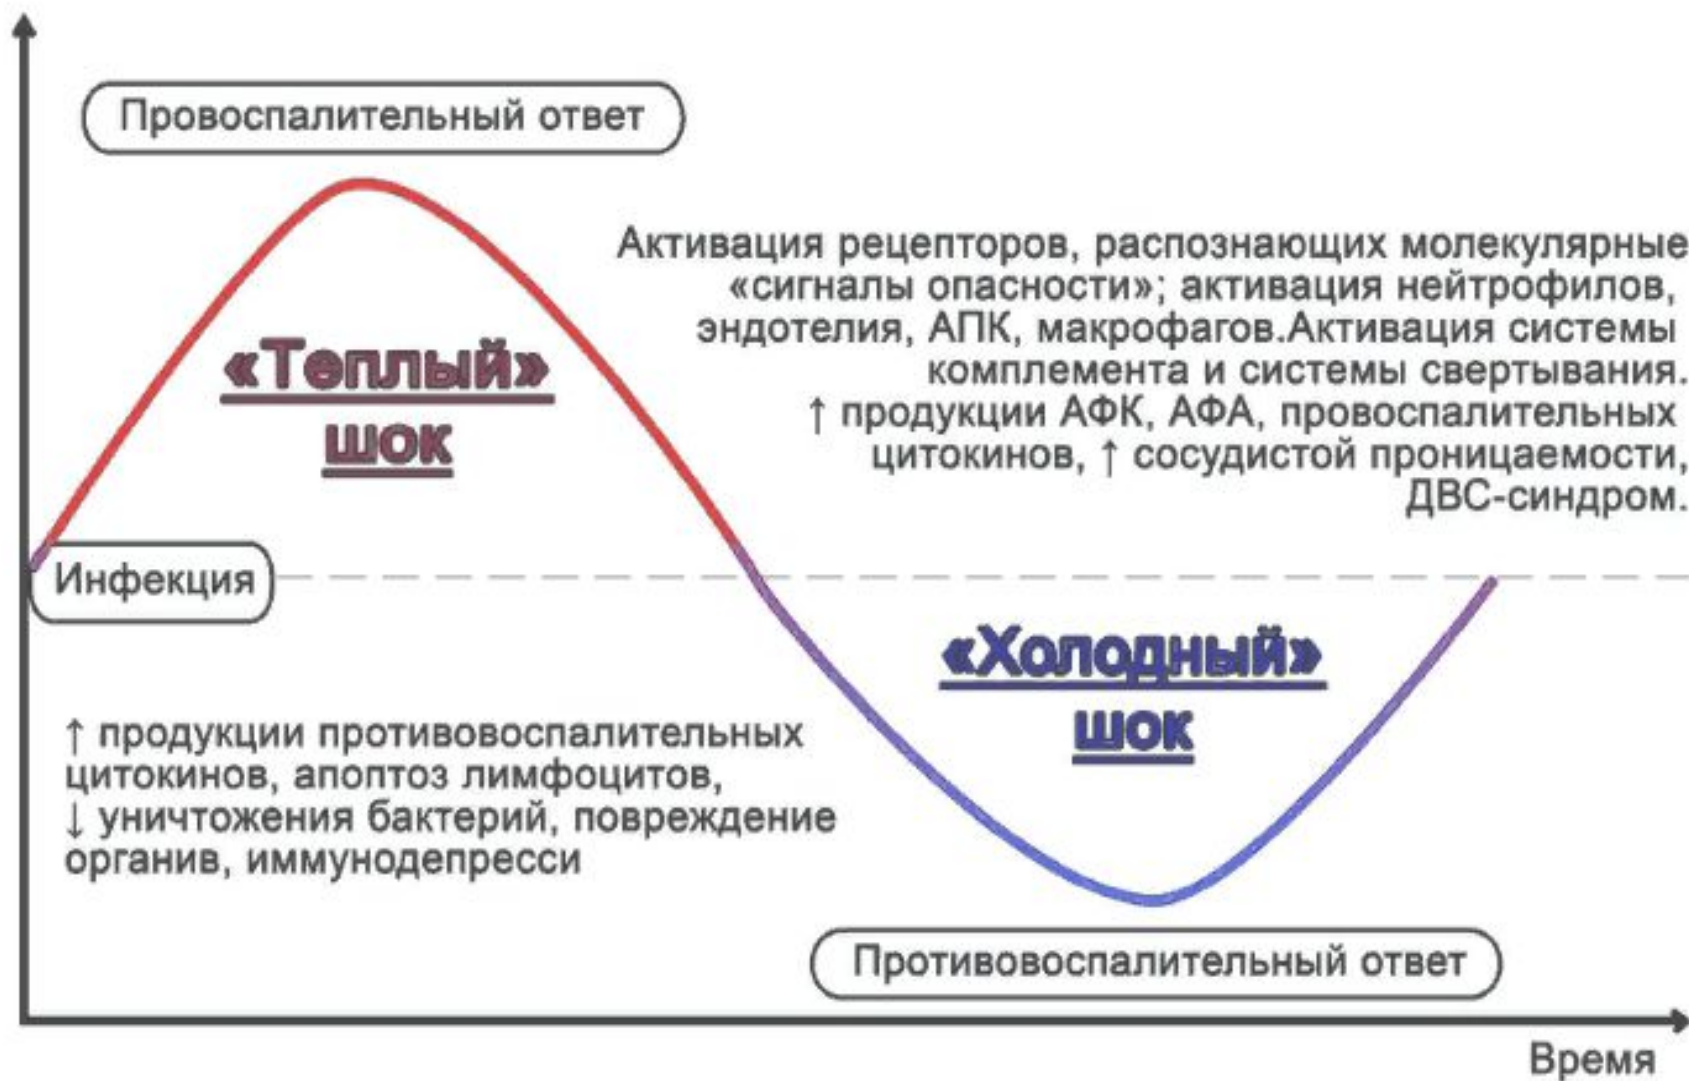 Провоспалительный ответ
Активация рецепторов, распознающих молекулярные
«сигналы опасности»; активация нейтрофилов,
эндотелия, АПК, макрофагов.Активация системы
комплемента и системы свертывания.
↑ продукции АФК, АФА, провоспалительных
цитокинов, ↑ сосудистой проницаемости,
ДВС-синдром.
«Теплый»
шок
Инфекция
«Холодный»
шок
↑ продукции противовоспалительных
цитокинов, апоптоз лимфоцитов,
↓ уничтожения бактерий, повреждение
органив, иммунодепресси
Противовоспалительный ответ
Время